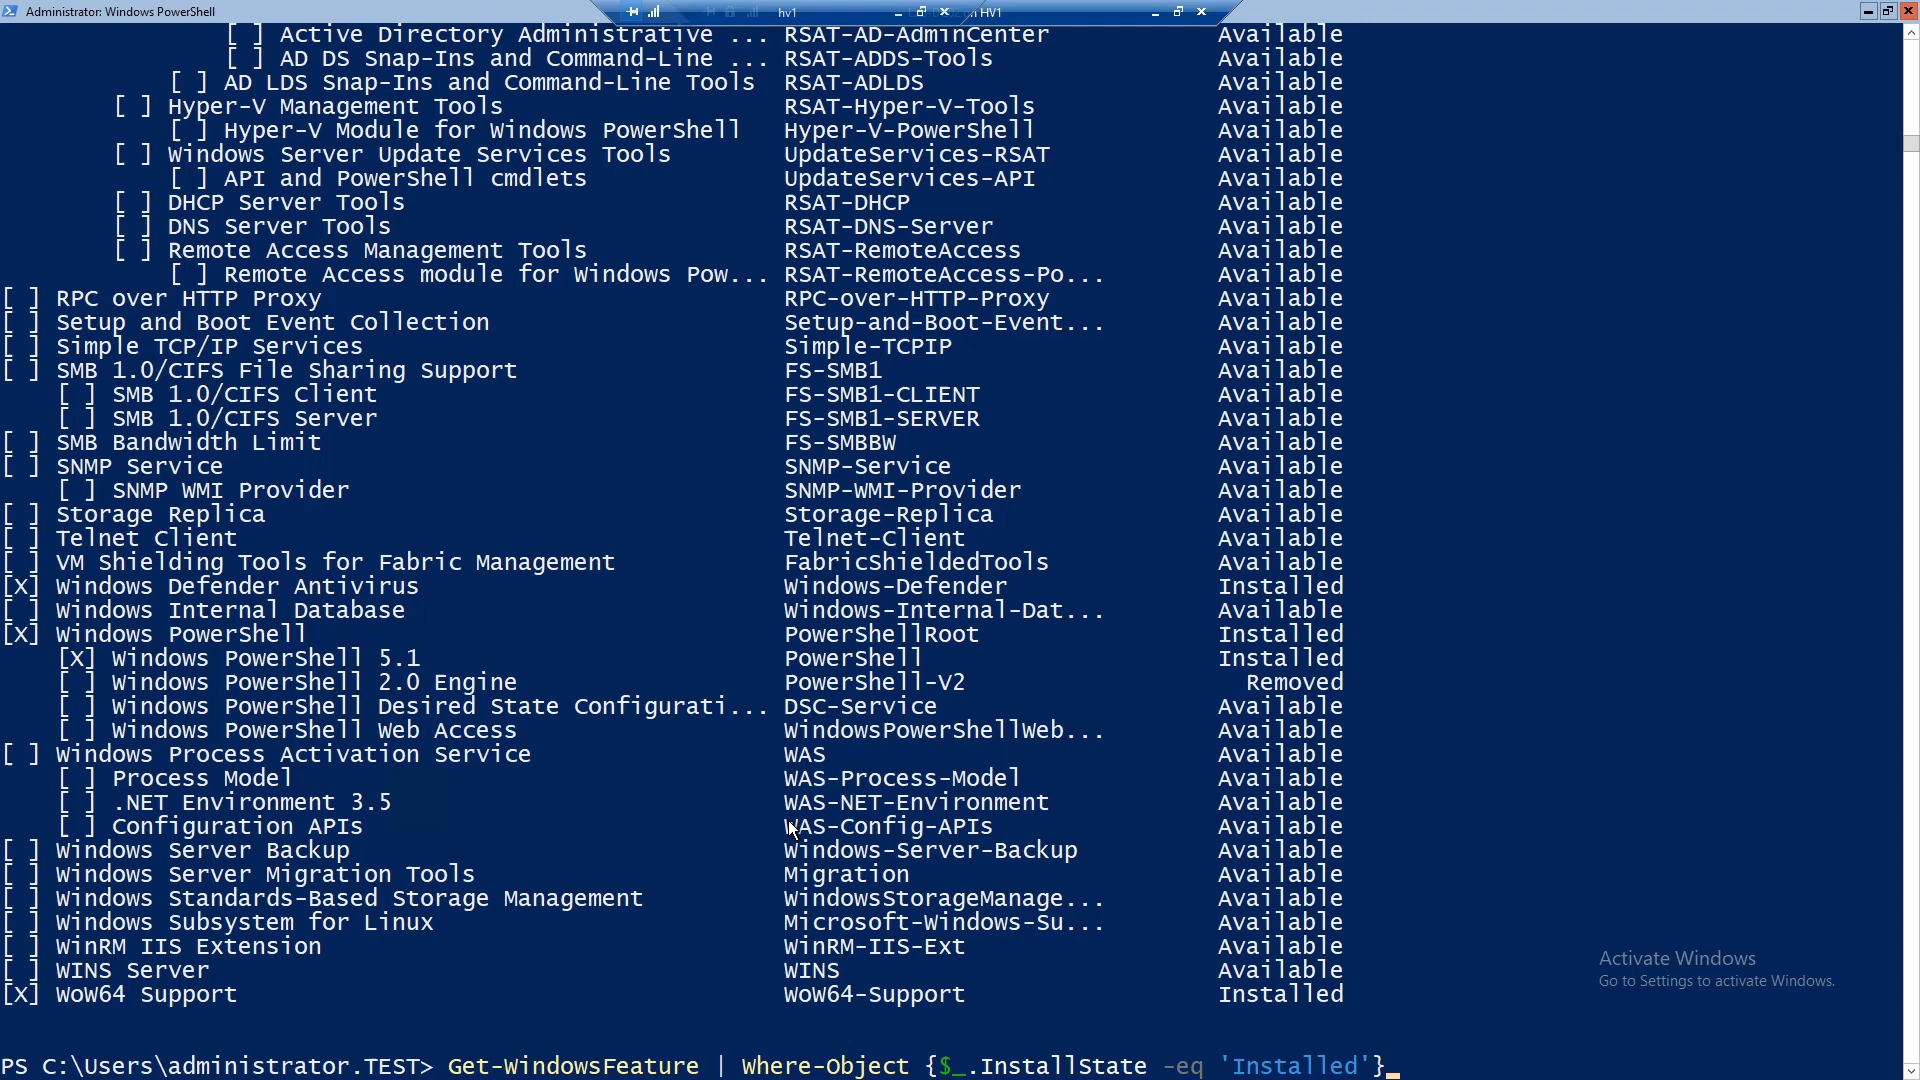 Administrator: Windows PowerShell
hv1
on HV1
[ ] Active Directory Administrative ... RSAT-AD-AdminCenter Available
[ ] AD DS Snap-Ins and Command-Line ... RSAT-ADDS-Tools Available
[ ] AD LDS Snap-Ins and Command-Line Tools RSAT-ADLDS Available
[ ] Hyper-V Management Tools RSAT-Hyper-V-Tools Available
[ ] Hyper-V Module for Windows PowerShell Hyper-V-PowerShell Available
[ ] Windows Server Update Services Tools UpdateServices-RSAT Available
[ ] API and PowerShell cmdlets UpdateServices-API Available
[ ] DHCP Server Tools RSAT-DHCP Available
[ ] DNS Server Tools RSAT-DNS-Server Available
[ ] Remote Access Management Tools RSAT-RemoteAccess Available
[ ] Remote Access module for Windows Pow... RSAT-RemoteAccess-Po... Available
[ ] RPC over HTTP Proxy RPC-over-HTTP-Proxy Available
[ ] Setup and Boot Event Collection Setup-and-Boot-Event... Available
[ ] Simple TCP/IP Services Simple-TCPIP Available
[ ] SMB 1.0/CIFS File Sharing Support FS-SMB1 Available
[ ] SMB 1.0/CIFS Client FS-SMB1-CLIENT Available
[ ] SMB 1.0/CIFS Server FS-SMB1-SERVER Available
[ ] SMB Bandwidth Limit FS-SMBBW Available
[ ] SNMP Service SNMP-Service Available
[ ] SNMP WMI Provider SNMP-WMI-Provider Available
[ ] Storage Replica Storage-Replica Available
[ ] Telnet Client Telnet-Client Available
[ ] VM Shielding Tools for Fabric Management FabricShieldedTools Available
[X] Windows Defender Antivirus Windows-Defender Installed
[ ] Windows Internal Database Windows-Internal-Dat... Available
[X] Windows PowerShell PowerShellRoot Installed
[X] Windows PowerShell 5.1 PowerShell Installed
[ ] Windows PowerShell 2.0 Engine PowerShell-V2 Removed
[ ] Windows PowerShell Desired State Configurati... DSC-Service Available
[ ] Windows PowerShell Web Access WindowsPowerShellWeb... Available
[ ] Windows Process Activation Service WAS Available
[ ] Process Model WAS-Process-Model Available
[ ] .NET Environment 3.5 WAS-NET-Environment Available
[ ] Configuration APIs WAS-Config-APIs Available
[ ] Windows Server Backup Windows-Server-Backup Available
[ ] Windows Server Migration Tools Migration Available
[ ] Windows Standards-Based Storage Management WindowsStorageManage... Available
[ ] Windows Subsystem for Linux Microsoft-Windows-Su... Available
[ ] WinRM IIS Extension WinRM-IIS-Ext Available
[ ] WINS Server WINS Available
[X] WoW64 Support WoW64-Support Installed
Activate Windows
Go to Settings to activate Windows.
PS C:\Users\administrator.TEST> Get-WindowsFeature | Where-Object {$_.InstallState -eq 'Installed'}